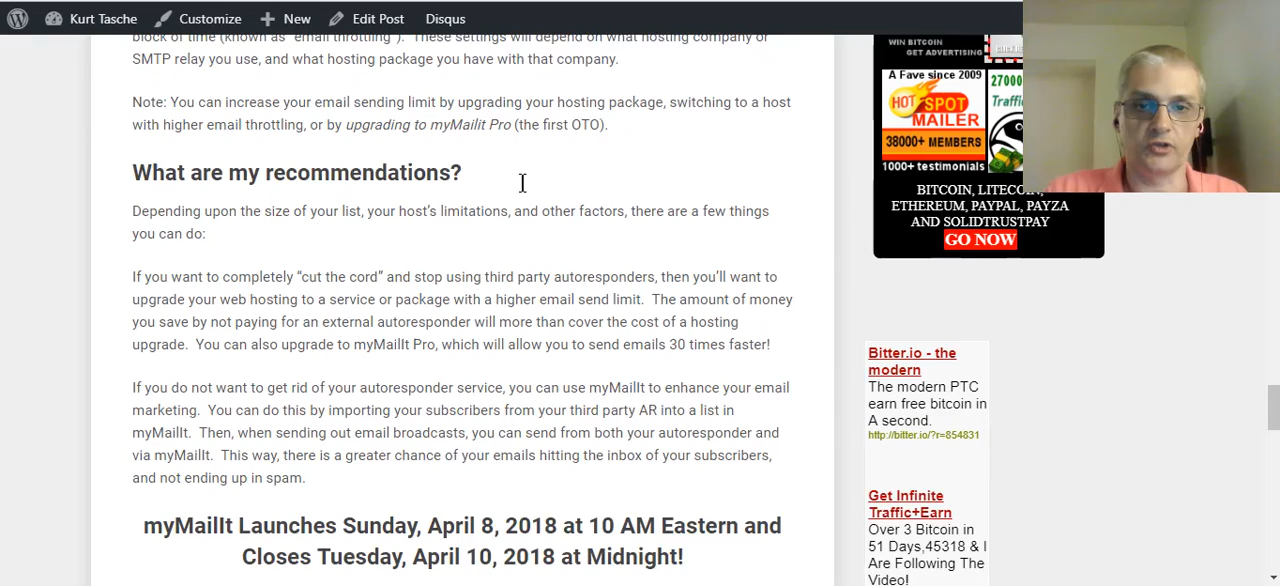 Kurt Tasche Customize New Edit Post Disqus
block of time (known as "email throttling"). These settings will depend on what hosting company or
SMTP relay you use, and what hosting package you have with that company.
Note: You can increase your email sending limit by upgrading your hosting package, switching to a host
with higher email throttling, or by upgrading to myMailit Pro (the first OTO).
What are my recommendations?
Depending upon the size of your list, your host's limitations, and other factors, there are a few things
you can do:
If you want to completely “cut the cord” and stop using third party autoresponders, then you'll want to
upgrade your web hosting to a service or package with a higher email send limit. The amount of money
you save by not paying for an external autoresponder will more than cover the cost of a hosting
upgrade. You can also upgrade to myMailIt Pro, which will allow you to send emails 30 times faster!
If you do not want to get rid of your autoresponder service, you can use myMailIt to enhance your email
marketing. You can do this by importing your subscribers from your third party AR into a list in
myMailIt. Then, when sending out email broadcasts, you can send from both your autoresponder and
via myMailIt. This way, there is a greater chance of your emails hitting the inbox of your subscribers,
and not ending up in spam.
myMailIt Launches Sunday, April 8, 2018 at 10 AM Eastern and
Closes Tuesday, April 10, 2018 at Midnight!
WIN BITCOIN
GET ADVERTISING
A Fave since 2009
HOT SPOT
MAILER
38000+ MEMBERS
1000+ testimonials
27000
Traffic
BITCOIN, LITECOIN,
ETHEREUM, PAYPAL, PAYZA
AND SOLIDTRUSTPAY
GO NOW
Bitter.io - the
modern
The modern PTC
earn free bitcoin in
A second.
http://bitter.io/?r=854831
Get Infinite
Traffic+Earn
Over 3 Bitcoin in
51 Days,45318 & I
Are Following The
Video!